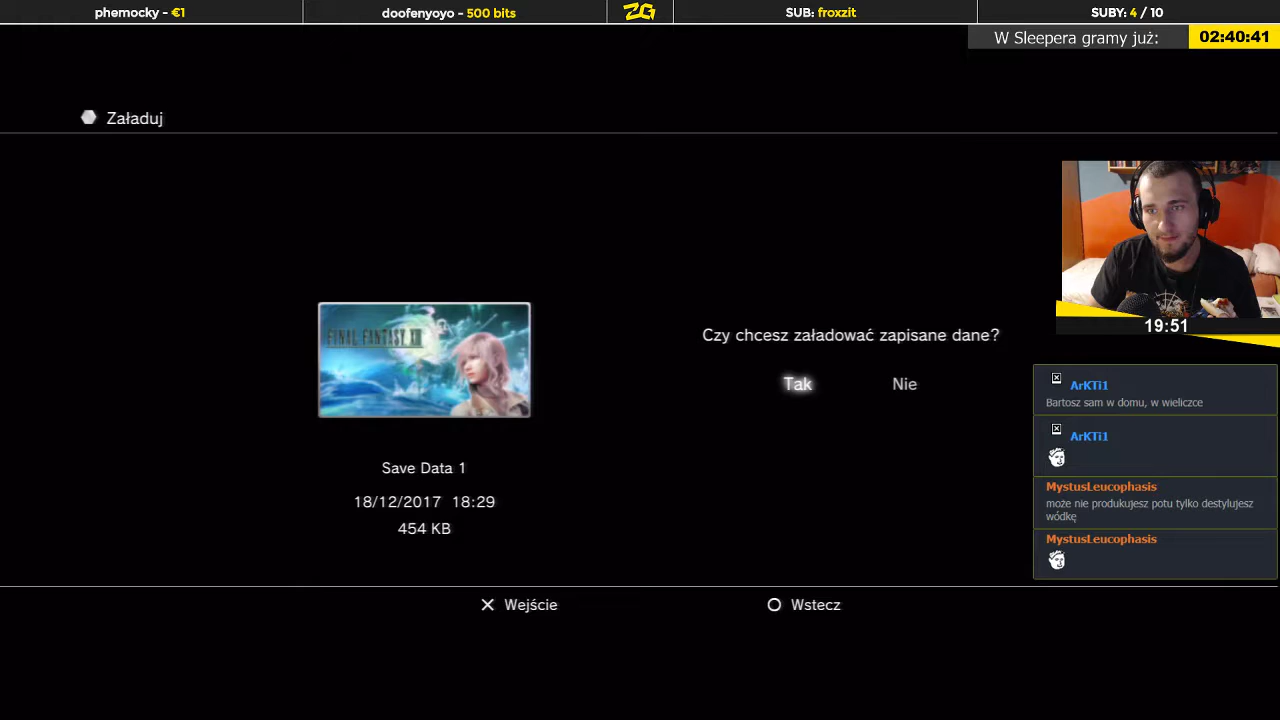 phemocky - €1
doofenyoyo - 500 bits
ZG
SUB: froxzit
SUBY: 4 / 10
W Sleepera gramy już:
02:40:41
Załaduj
FINAL FANTASY XIII
Czy chcesz załadować zapisane dane?
Tak
Nie
Save Data 1
18/12/2017 18:29
454 KB
19:51
ArKTi1
Bartosz sam w domu, w wieliczce
ArKTi1
MystusLeucophasis
może nie produkujesz potu tylko destylujesz
wódkę
MystusLeucophasis
Wejście
Wstecz